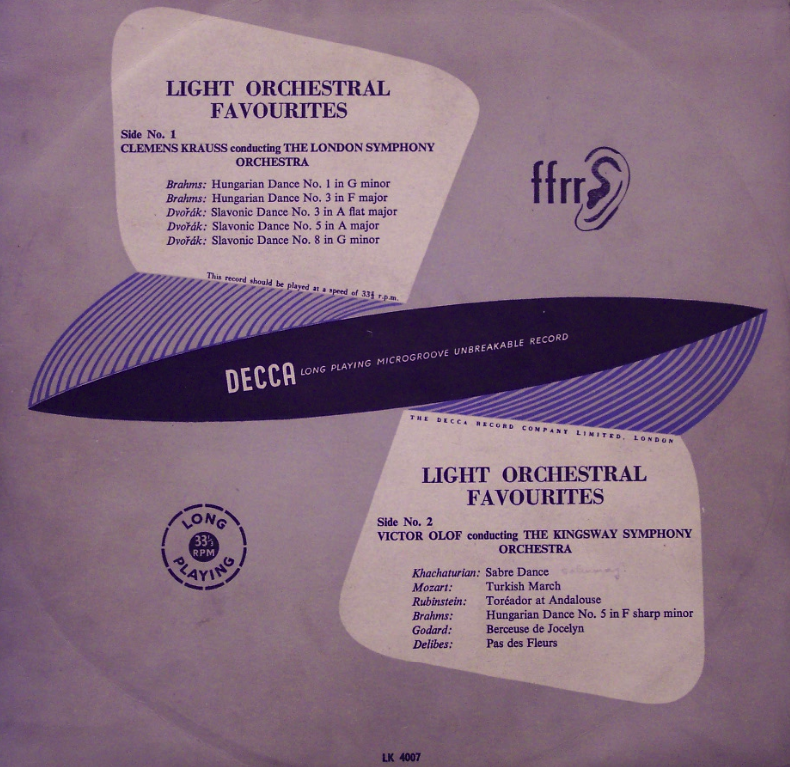 LIGHT ORCHESTRAL
FAVOURITES
Side No. 1
CLEMENS KRAUSS conducting THE LONDON SYMPHONY
ORCHESTRA
Brahms: Hungarian Dance No. 1 in G minor
Brahms: Hungarian Dance No. 3 in F major
Dvořák: Slavonic Dance No. 3 in A flat major
Dvořák: Slavonic Dance No. 5 in A major
Dvořák: Slavonic Dance No. 8 in G minor
This record should be played at a speed of 33⅓ r.p.m.
ffrr
DECCA LONG PLAYING MICROGROOVE UNBREAKABLE RECORD
THE DECCA RECORD COMPANY LIMITED, LONDON
LIGHT ORCHESTRAL
FAVOURITES
Side No. 2
VICTOR OLOF conducting THE KINGSWAY SYMPHONY
ORCHESTRA
Khachaturian: Sabre Dance
Mozart: Turkish March
Rubinstein: Toréador at Andalouse
Brahms: Hungarian Dance No. 5 in F sharp minor
Godard: Berceuse de Jocelyn
Delibes: Pas des Fleurs
LONG
33⅓
RPM
PLAYING
LK 4007